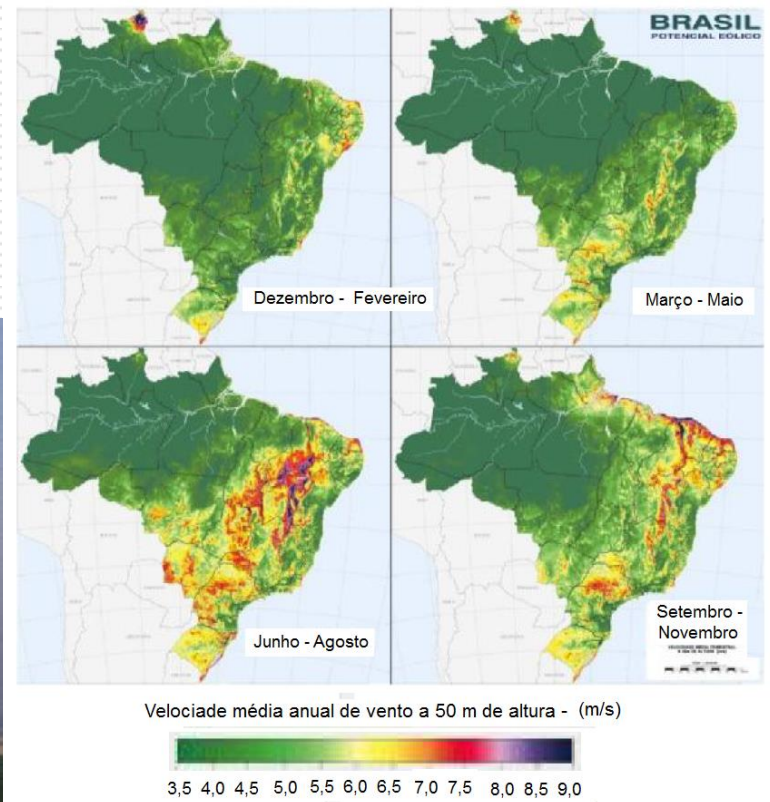 BRASIL
POTENCIAL EÓLICO
Dezembro - Fevereiro
Março - Maio
Junho - Agosto
Setembro -
Novembro
Velociade média anual de vento a 50 m de altura - (m/s)
3,5 4,0 4,5 5,0 5,5 6,0 6,5 7,0 7,5 8,0 8,5 9,0